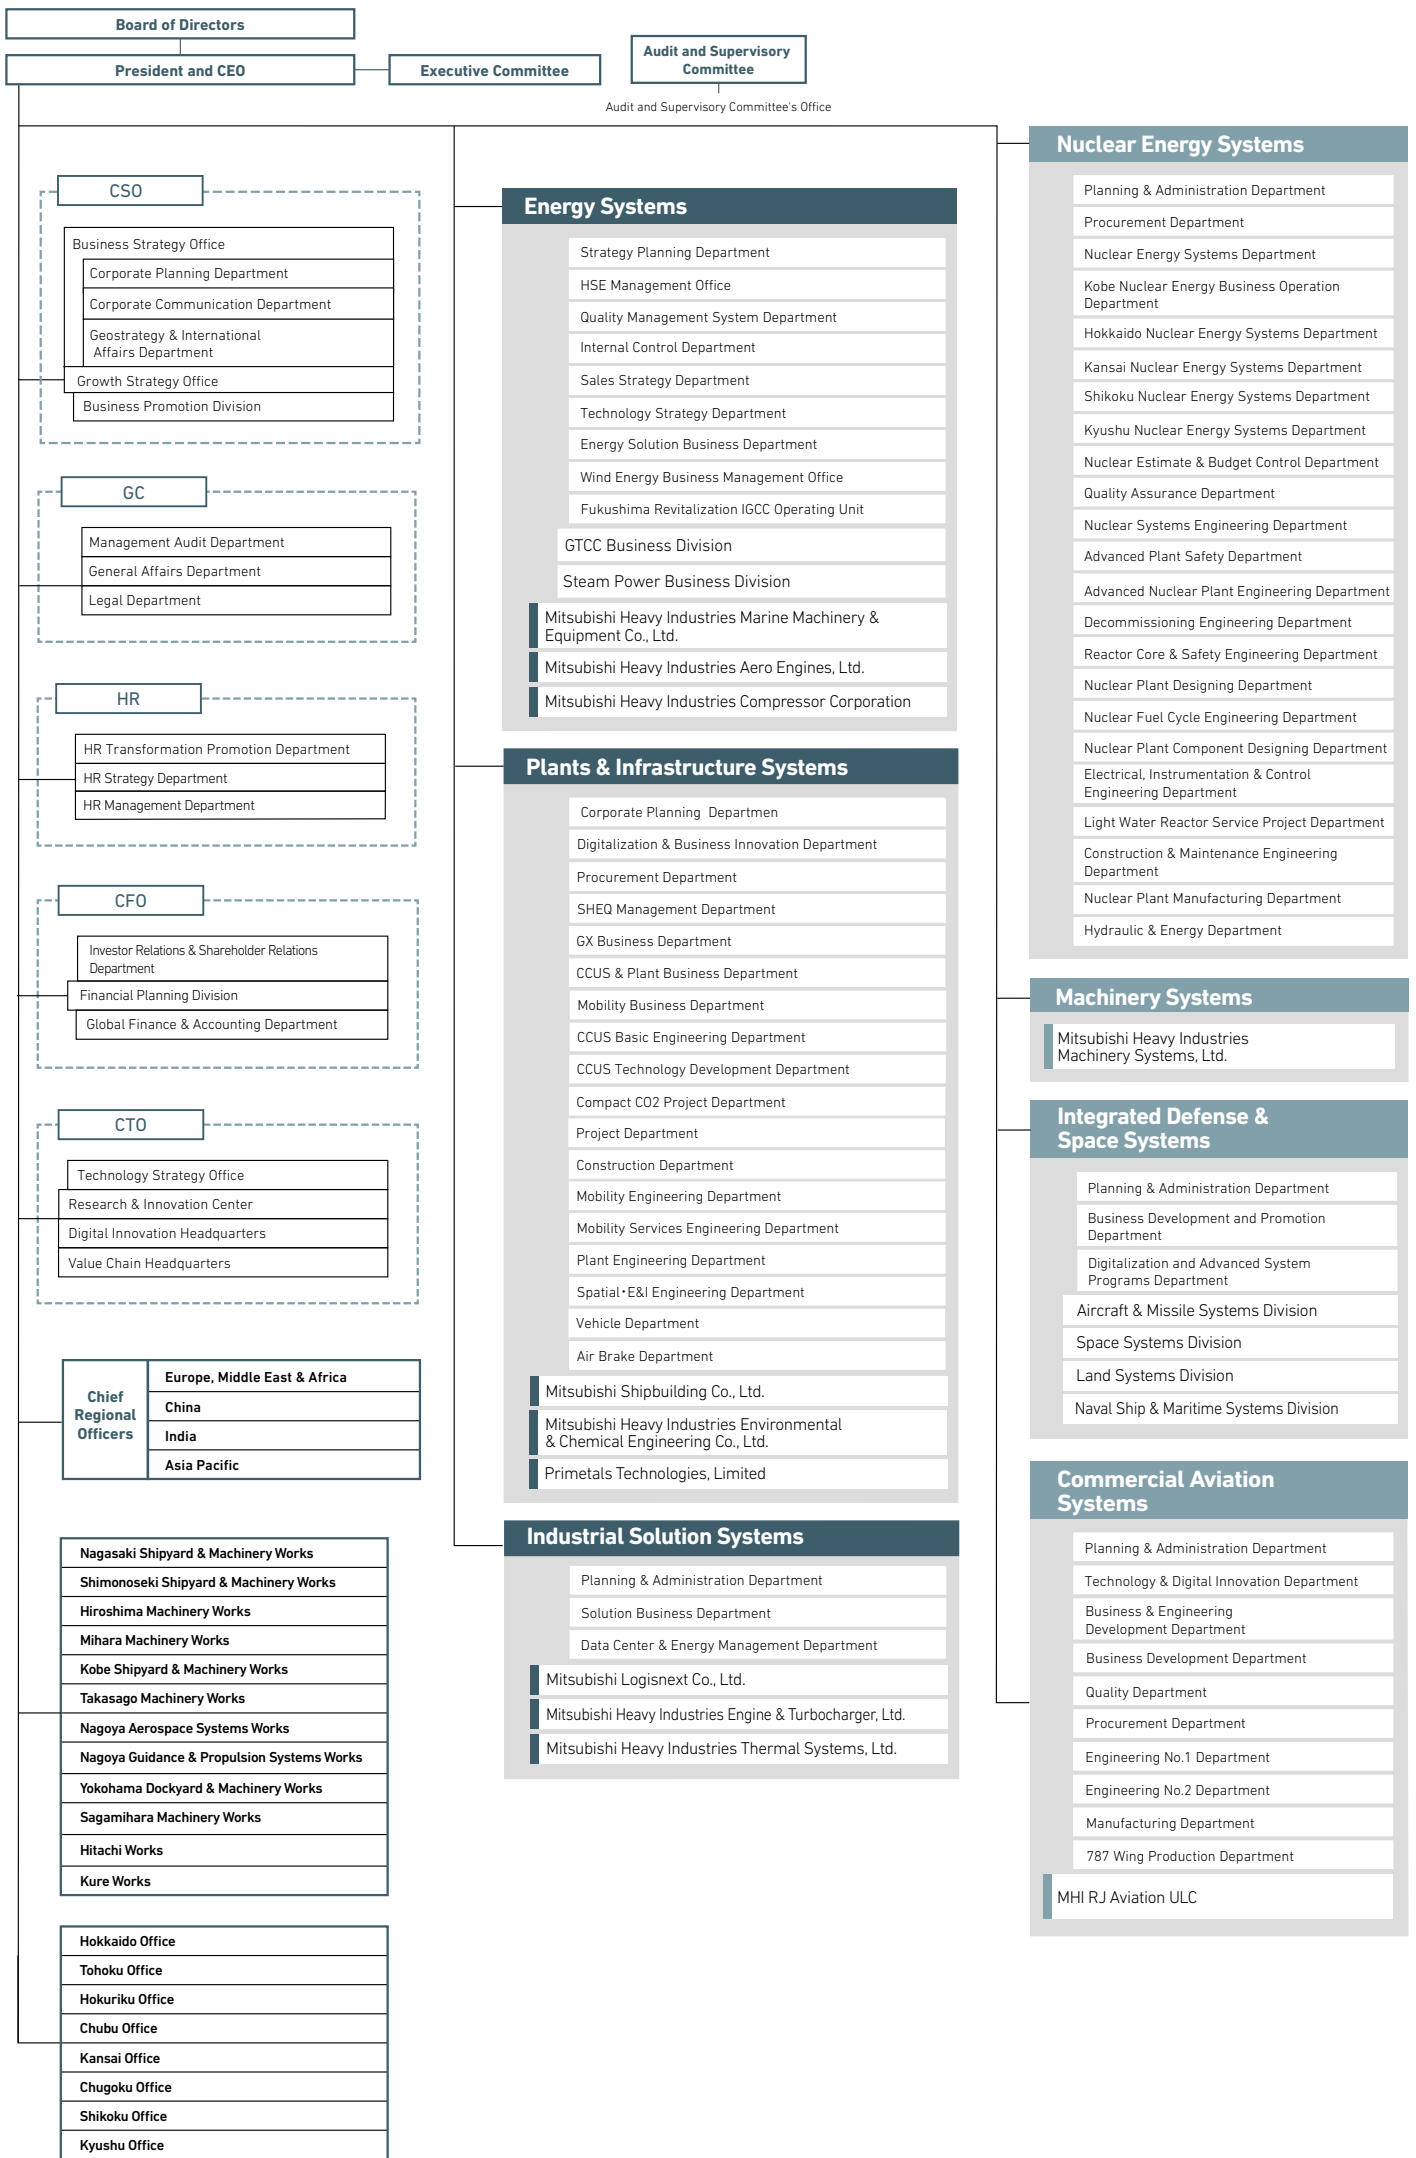 Board of Directors
President and CEO
Executive Committee
Audit and Supervisory
Committee
Audit and Supervisory Committee's Office
CSO
Business Strategy Office
Corporate Planning Department
Corporate Communication Department
Geostrategy & International
Affairs Department
Growth Strategy Office
Business Promotion Division
GC
Management Audit Department
General Affairs Department
Legal Department
HR
HR Transformation Promotion Department
HR Strategy Department
HR Management Department
CFO
Investor Relations & Shareholder Relations
Department
Financial Planning Division
Global Finance & Accounting Department
CTO
Technology Strategy Office
Research & Innovation Center
Digital Innovation Headquarters
Value Chain Headquarters
Chief
Regional
Officers
Europe, Middle East & Africa
China
India
Asia Pacific
Nagasaki Shipyard & Machinery Works
Shimonoseki Shipyard & Machinery Works
Hiroshima Machinery Works
Mihara Machinery Works
Kobe Shipyard & Machinery Works
Takasago Machinery Works
Nagoya Aerospace Systems Works
Nagoya Guidance & Propulsion Systems Works
Yokohama Dockyard & Machinery Works
Sagamihara Machinery Works
Hitachi Works
Kure Works
Hokkaido Office
Tohoku Office
Hokuriku Office
Chubu Office
Kansai Office
Chugoku Office
Shikoku Office
Kyushu Office
Energy Systems
Strategy Planning Department
HSE Management Office
Quality Management System Department
Internal Control Department
Sales Strategy Department
Technology Strategy Department
Energy Solution Business Department
Wind Energy Business Management Office
Fukushima Revitalization IGCC Operating Unit
GTCC Business Division
Steam Power Business Division
Mitsubishi Heavy Industries Marine Machinery &
Equipment Co., Ltd.
Mitsubishi Heavy Industries Aero Engines, Ltd.
Mitsubishi Heavy Industries Compressor Corporation
Plants & Infrastructure Systems
Corporate Planning Departmen
Digitalization & Business Innovation Department
Procurement Department
SHEQ Management Department
GX Business Department
CCUS & Plant Business Department
Mobility Business Department
CCUS Basic Engineering Department
CCUS Technology Development Department
Compact CO2 Project Department
Project Department
Construction Department
Mobility Engineering Department
Mobility Services Engineering Department
Plant Engineering Department
Spatial・E&I Engineering Department
Vehicle Department
Air Brake Department
Mitsubishi Shipbuilding Co., Ltd.
Mitsubishi Heavy Industries Environmental
& Chemical Engineering Co., Ltd.
Primetals Technologies, Limited
Industrial Solution Systems
Planning & Administration Department
Solution Business Department
Data Center & Energy Management Department
Mitsubishi Logisnext Co., Ltd.
Mitsubishi Heavy Industries Engine & Turbocharger, Ltd.
Mitsubishi Heavy Industries Thermal Systems, Ltd.
Nuclear Energy Systems
Planning & Administration Department
Procurement Department
Nuclear Energy Systems Department
Kobe Nuclear Energy Business Operation
Department
Hokkaido Nuclear Energy Systems Department
Kansai Nuclear Energy Systems Department
Shikoku Nuclear Energy Systems Department
Kyushu Nuclear Energy Systems Department
Nuclear Estimate & Budget Control Department
Quality Assurance Department
Nuclear Systems Engineering Department
Advanced Plant Safety Department
Advanced Nuclear Plant Engineering Department
Decommissioning Engineering Department
Reactor Core & Safety Engineering Department
Nuclear Plant Designing Department
Nuclear Fuel Cycle Engineering Department
Nuclear Plant Component Designing Department
Electrical, Instrumentation & Control
Engineering Department
Light Water Reactor Service Project Department
Construction & Maintenance Engineering
Department
Nuclear Plant Manufacturing Department
Hydraulic & Energy Department
Machinery Systems
Mitsubishi Heavy Industries
Machinery Systems, Ltd.
Integrated Defense &
Space Systems
Planning & Administration Department
Business Development and Promotion
Department
Digitalization and Advanced System
Programs Department
Aircraft & Missile Systems Division
Space Systems Division
Land Systems Division
Naval Ship & Maritime Systems Division
Commercial Aviation
Systems
Planning & Administration Department
Technology & Digital Innovation Department
Business & Engineering
Development Department
Business Development Department
Quality Department
Procurement Department
Engineering No.1 Department
Engineering No.2 Department
Manufacturing Department
787 Wing Production Department
MHI RJ Aviation ULC